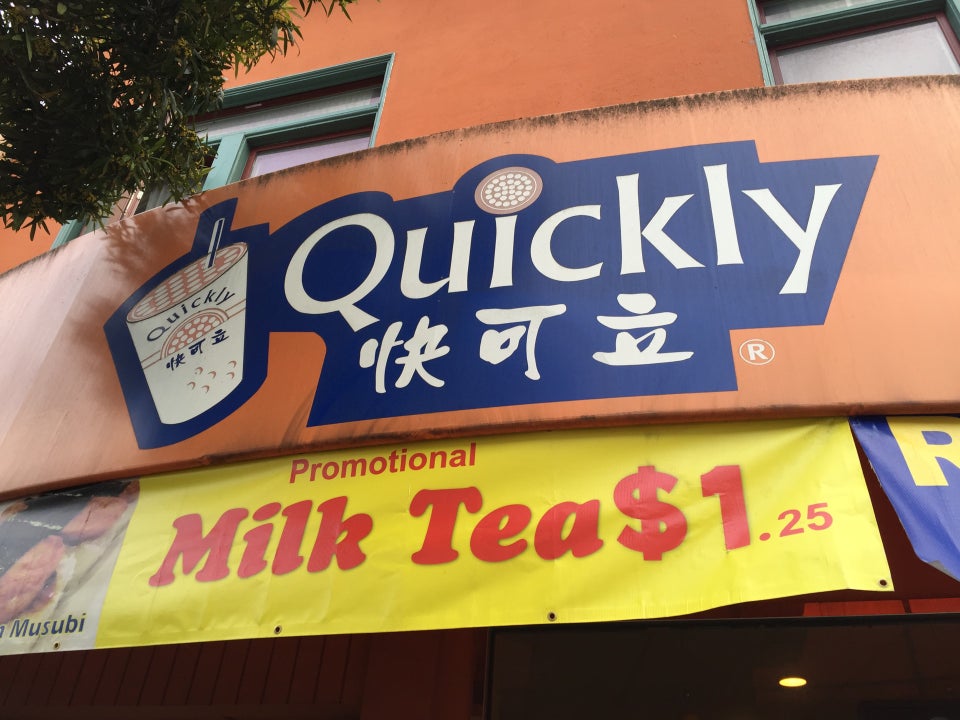 Quickly
快可立
®
Quickly
快可立
Promotional
Milk Tea $1.25
Musubi
R